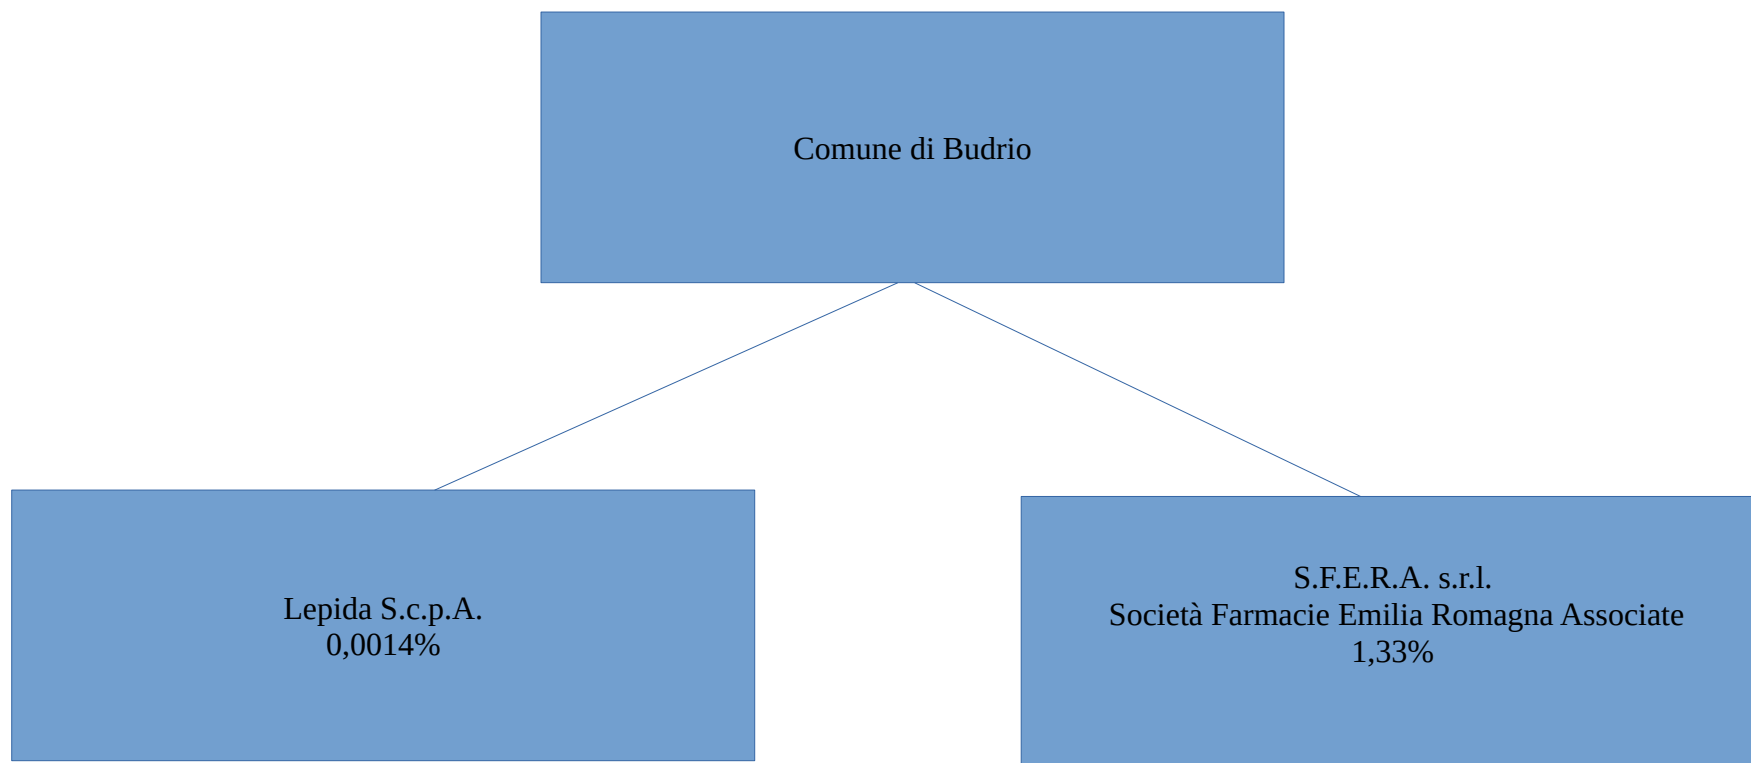 Comune di Budrio
Lepida S.c.p.A.
0,0014%
S.F.E.R.A. s.r.l.
Società Farmacie Emilia Romagna Associate
1,33%